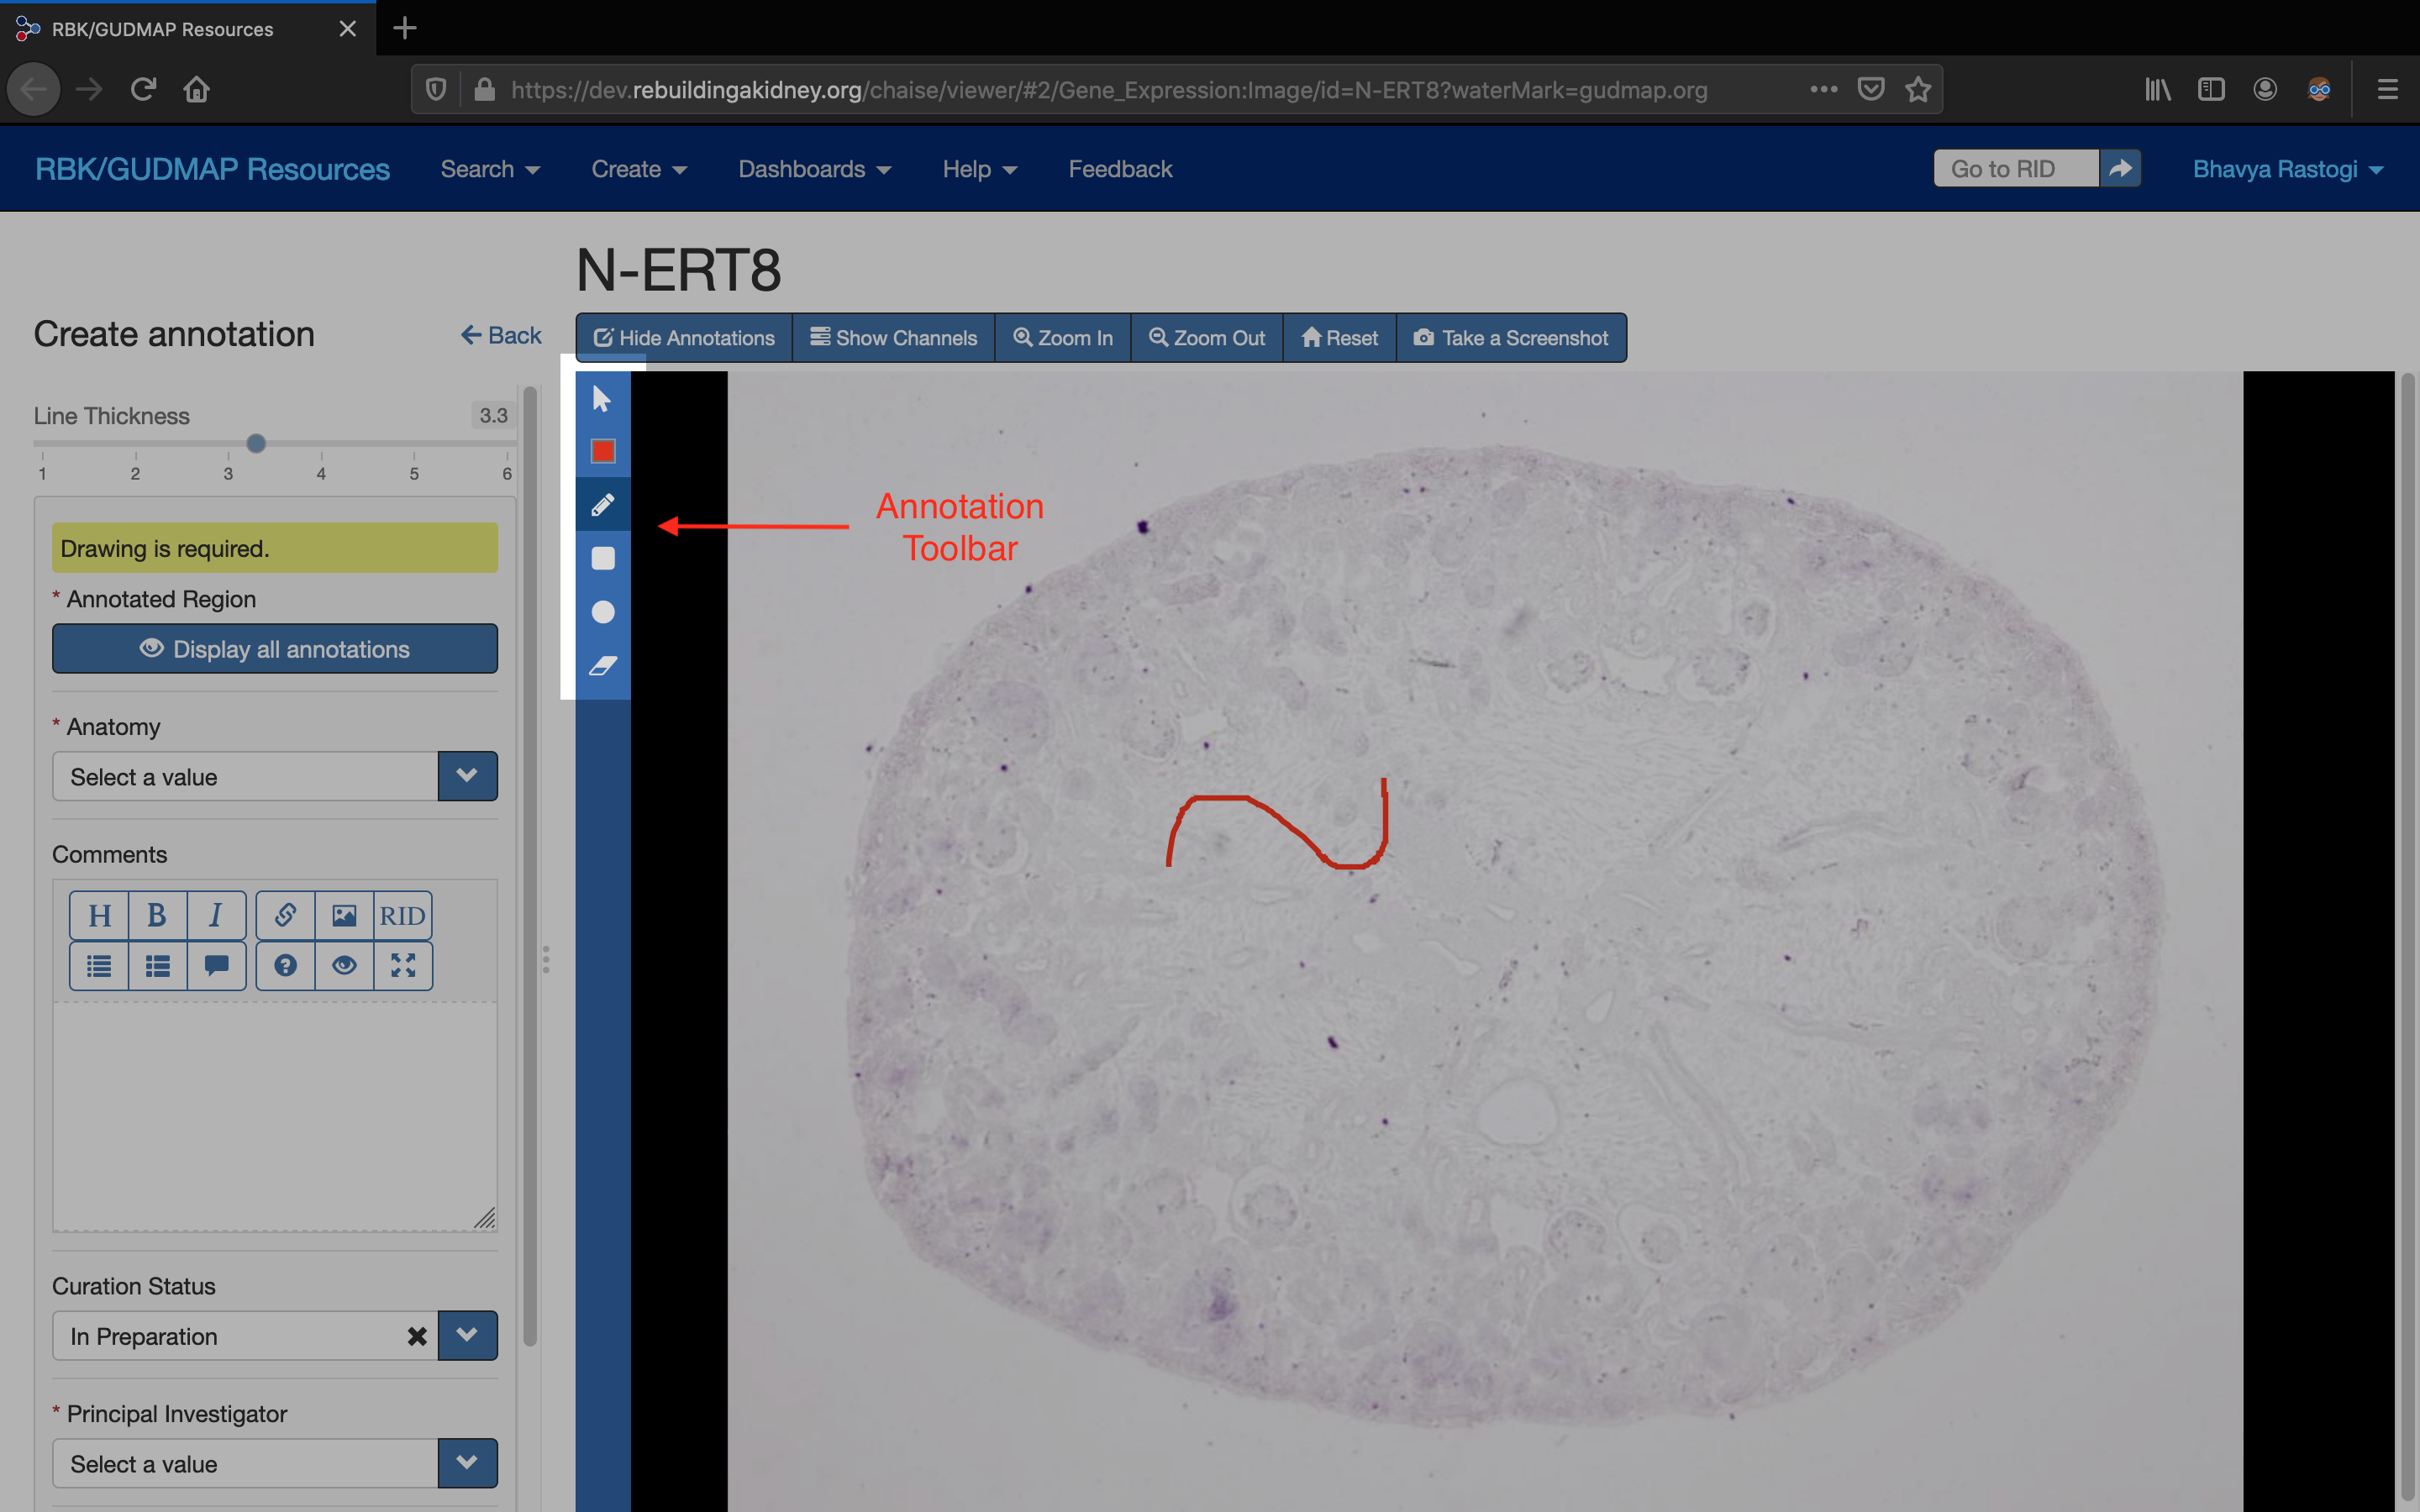 RBK/GUDMAP Resources
https://dev.rebuildingakidney.org/chaise/viewer/#2/Gene_Expression:Image/id=N-ERT8?waterMark=gudmap.org
RBK/GUDMAP Resources Search Create Dashboards Help Feedback Go to RID Bhavya Rastogi
N-ERT8
Create annotation Back
Hide Annotations Show Channels Zoom In Zoom Out Reset Take a Screenshot
Line Thickness 3.3
1 2 3 4 5 6
Annotation
Toolbar
Drawing is required.
* Annotated Region
Display all annotations
* Anatomy
Select a value
Comments
H B I RID
Curation Status
In Preparation
* Principal Investigator
Select a value